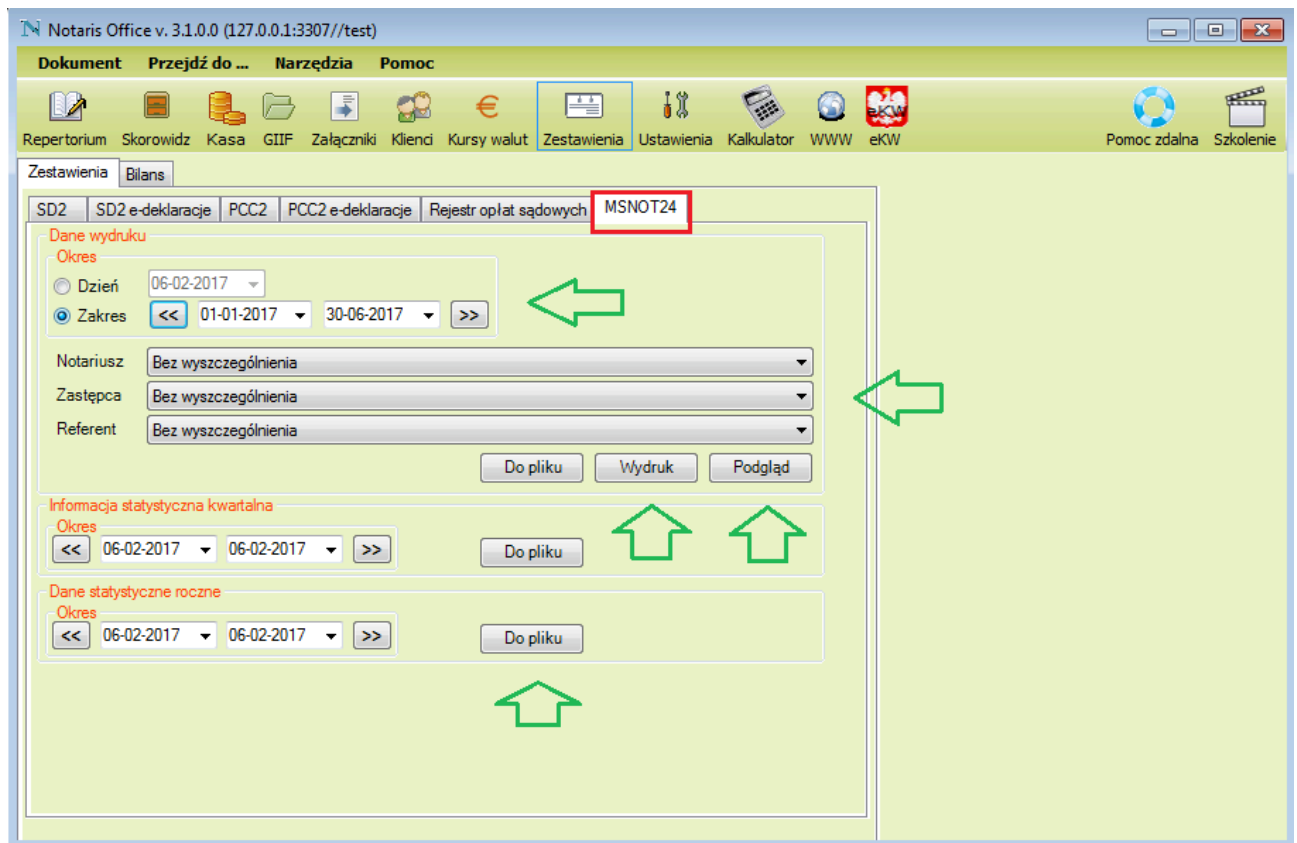 Notaris Office v. 3.1.0.0 (127.0.0.1:3307//test)
Dokument Przejdź do ... Narzędzia Pomoc
Repertorium Skorowidz Kasa GIIF Załączniki Klienci Kursy walut Zestawienia Ustawienia Kalkulator WWW eKW Pomoc zdalna Szkolenie
Zestawienia Bilans
SD2 SD2 e-deklaracje PCC2 PCC2 e-deklaracje Rejestr opłat sądowych MSNOT24
Dane wydruku
Okres
Dzień 06-02-2017
Zakres << 01-01-2017 30-06-2017 >>
Notariusz Bez wyszczególnienia
Zastępca Bez wyszczególnienia
Referent Bez wyszczególnienia
Do pliku Wydruk Podgląd
Informacja statystyczna kwartalna
Okres
<< 06-02-2017 06-02-2017 >> Do pliku
Dane statystyczne roczne
Okres
<< 06-02-2017 06-02-2017 >> Do pliku